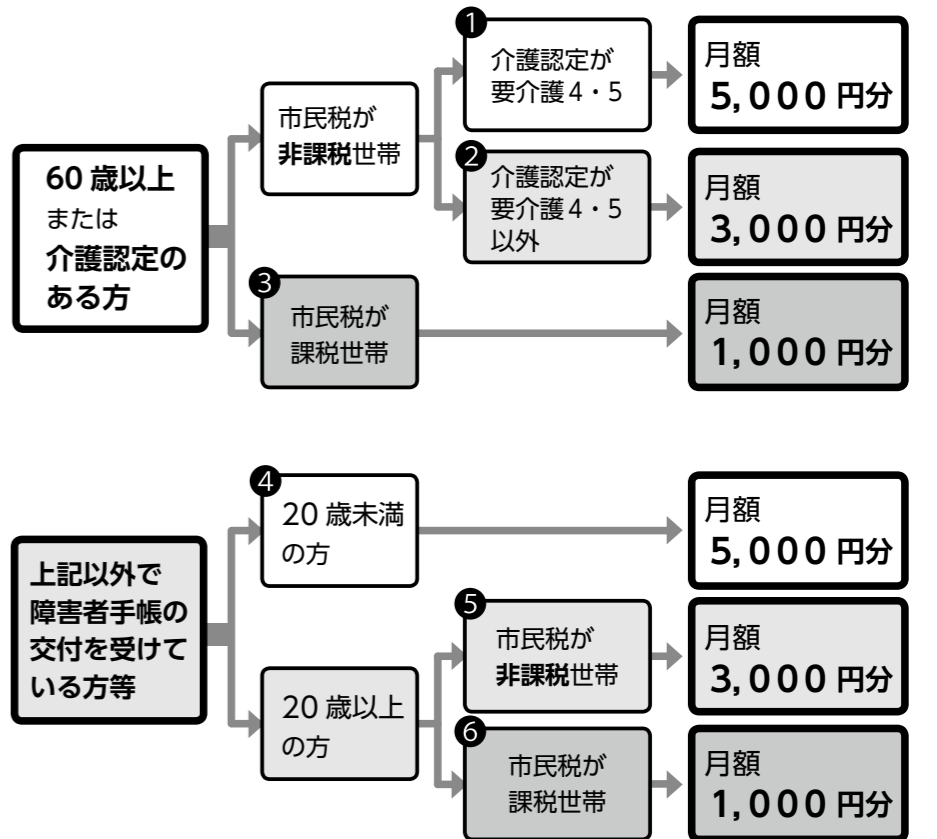 60 歳以上
または
介護認定の
ある方
市民税が
非課税世帯
❶
介護認定が
要介護4・5
月額
5,000 円分
❷
介護認定が
要介護4・5
以外
月額
3,000 円分
❸
市民税が
課税世帯
月額
1,000 円分
上記以外で
障害者手帳の
交付を受けて
いる方等
❹
20 歳未満
の方
月額
5,000 円分
20 歳以上
の方
❺
市民税が
非課税世帯
月額
3,000 円分
❻
市民税が
課税世帯
月額
1,000 円分